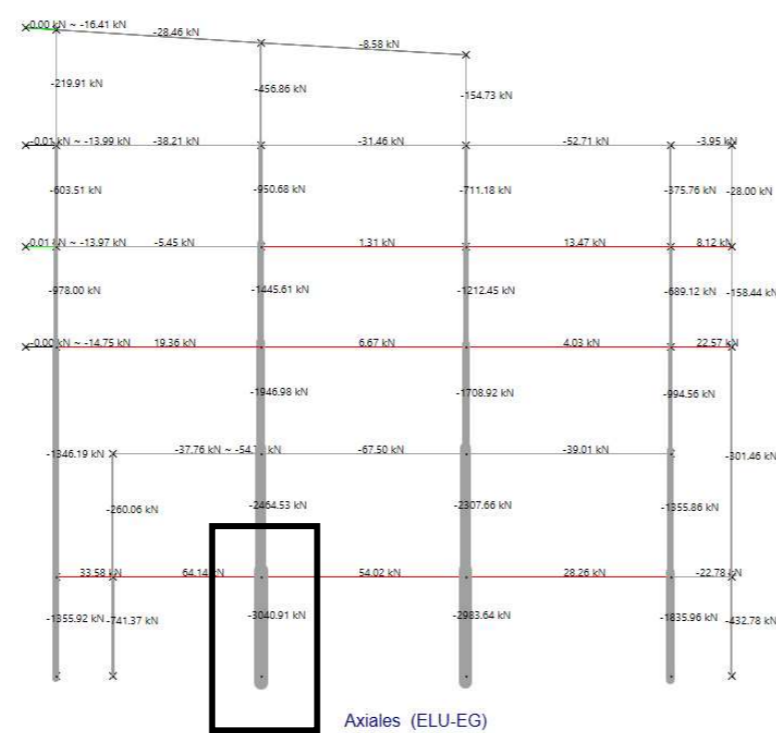 0.00 kN ~ -16.41 kN
-28.46 kN
-8.58 kN
-219.91 kN
-456.86 kN
-154.73 kN
-0.01 kN ~ -13.99 kN
-38.21 kN
-31.46 kN
-52.71 kN
-3.95 kN
-603.51 kN
-950.68 kN
-711.18 kN
-375.76 kN
-28.00 kN
0.01 kN ~ -13.97 kN
-5.45 kN
1.31 kN
13.47 kN
8.12 kN
-978.00 kN
-1445.61 kN
-1212.45 kN
-689.12 kN
-158.44 kN
-0.00 kN ~ -14.75 kN
19.36 kN
6.67 kN
4.03 kN
22.57 kN
-1946.98 kN
-1708.92 kN
-994.56 kN
-1346.19 kN
-37.76 kN ~
-67.50 kN
-39.01 kN
-301.46 kN
-260.06 kN
-2464.53 kN
-2307.66 kN
-1355.86 kN
33.58 kN
64.14 kN
54.02 kN
28.26 kN
-22.78 kN
-1355.92 kN
-741.37 kN
-3040.91 kN
-2983.64 kN
-1835.96 kN
-432.78 kN
Axiales (ELU-EG)